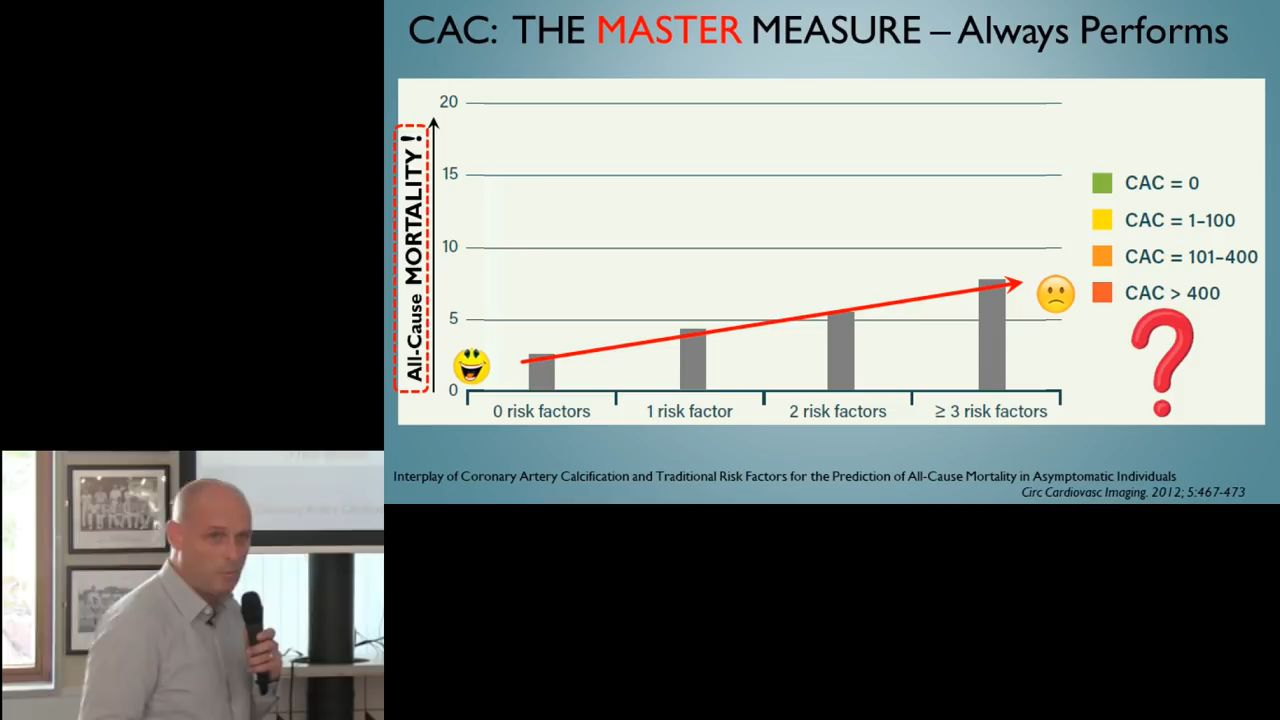 CAC: THE MASTER MEASURE – Always Performs
All-Cause MORTALITY!
20
15
10
5
0
0 risk factors
1 risk factor
2 risk factors
≥ 3 risk factors
CAC = 0
CAC = 1-100
CAC = 101-400
CAC > 400
?
Interplay of Coronary Artery Calcification and Traditional Risk Factors for the Prediction of All-Cause Mortality in Asymptomatic Individuals
Circ Cardiovasc Imaging. 2012; 5:467-473